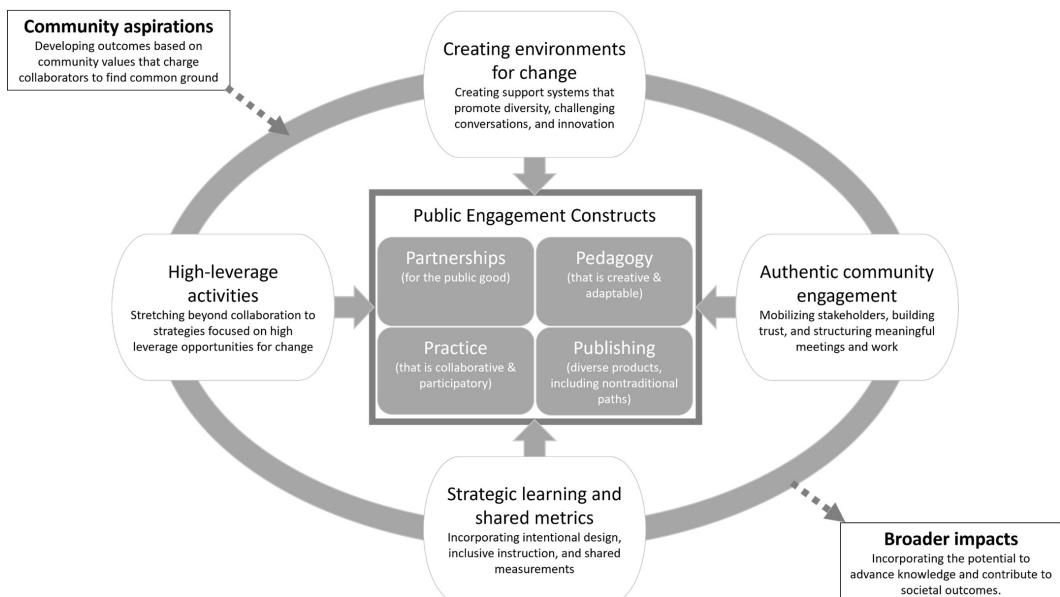 Community aspirations
Developing outcomes based on
community values that charge
collaborators to find common ground
Creating environments
for change
Creating support systems that
promote diversity, challenging
conversations, and innovation
Public Engagement Constructs
Partnerships
(for the public good)
Pedagogy
(that is creative &
adaptable)
Practice
(that is collaborative &
participatory)
Publishing
(diverse products,
including nontraditional
paths)
High-leverage
activities
Stretching beyond collaboration to
strategies focused on high
leverage opportunities for change
Authentic community
engagement
Mobilizing stakeholders, building
trust, and structuring meaningful
meetings and work
Strategic learning and
shared metrics
Incorporating intentional design,
inclusive instruction, and shared
measurements
Broader impacts
Incorporating the potential to
advance knowledge and contribute to
societal outcomes.